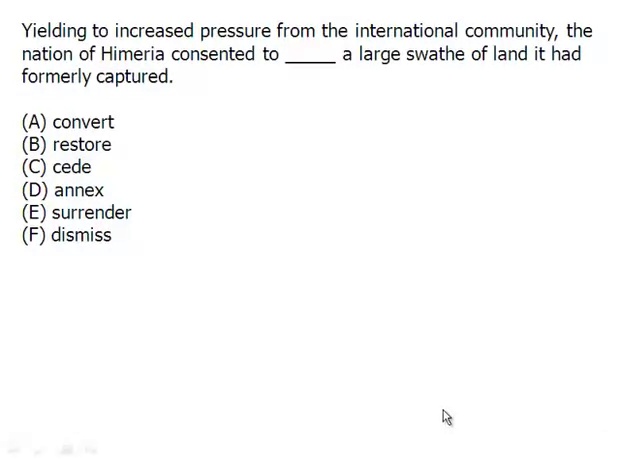 Yielding to increased pressure from the international community, the
nation of Himeria consented to _____ a large swathe of land it had
formerly captured.
(A) convert
(B) restore
(C) cede
(D) annex
(E) surrender
(F) dismiss